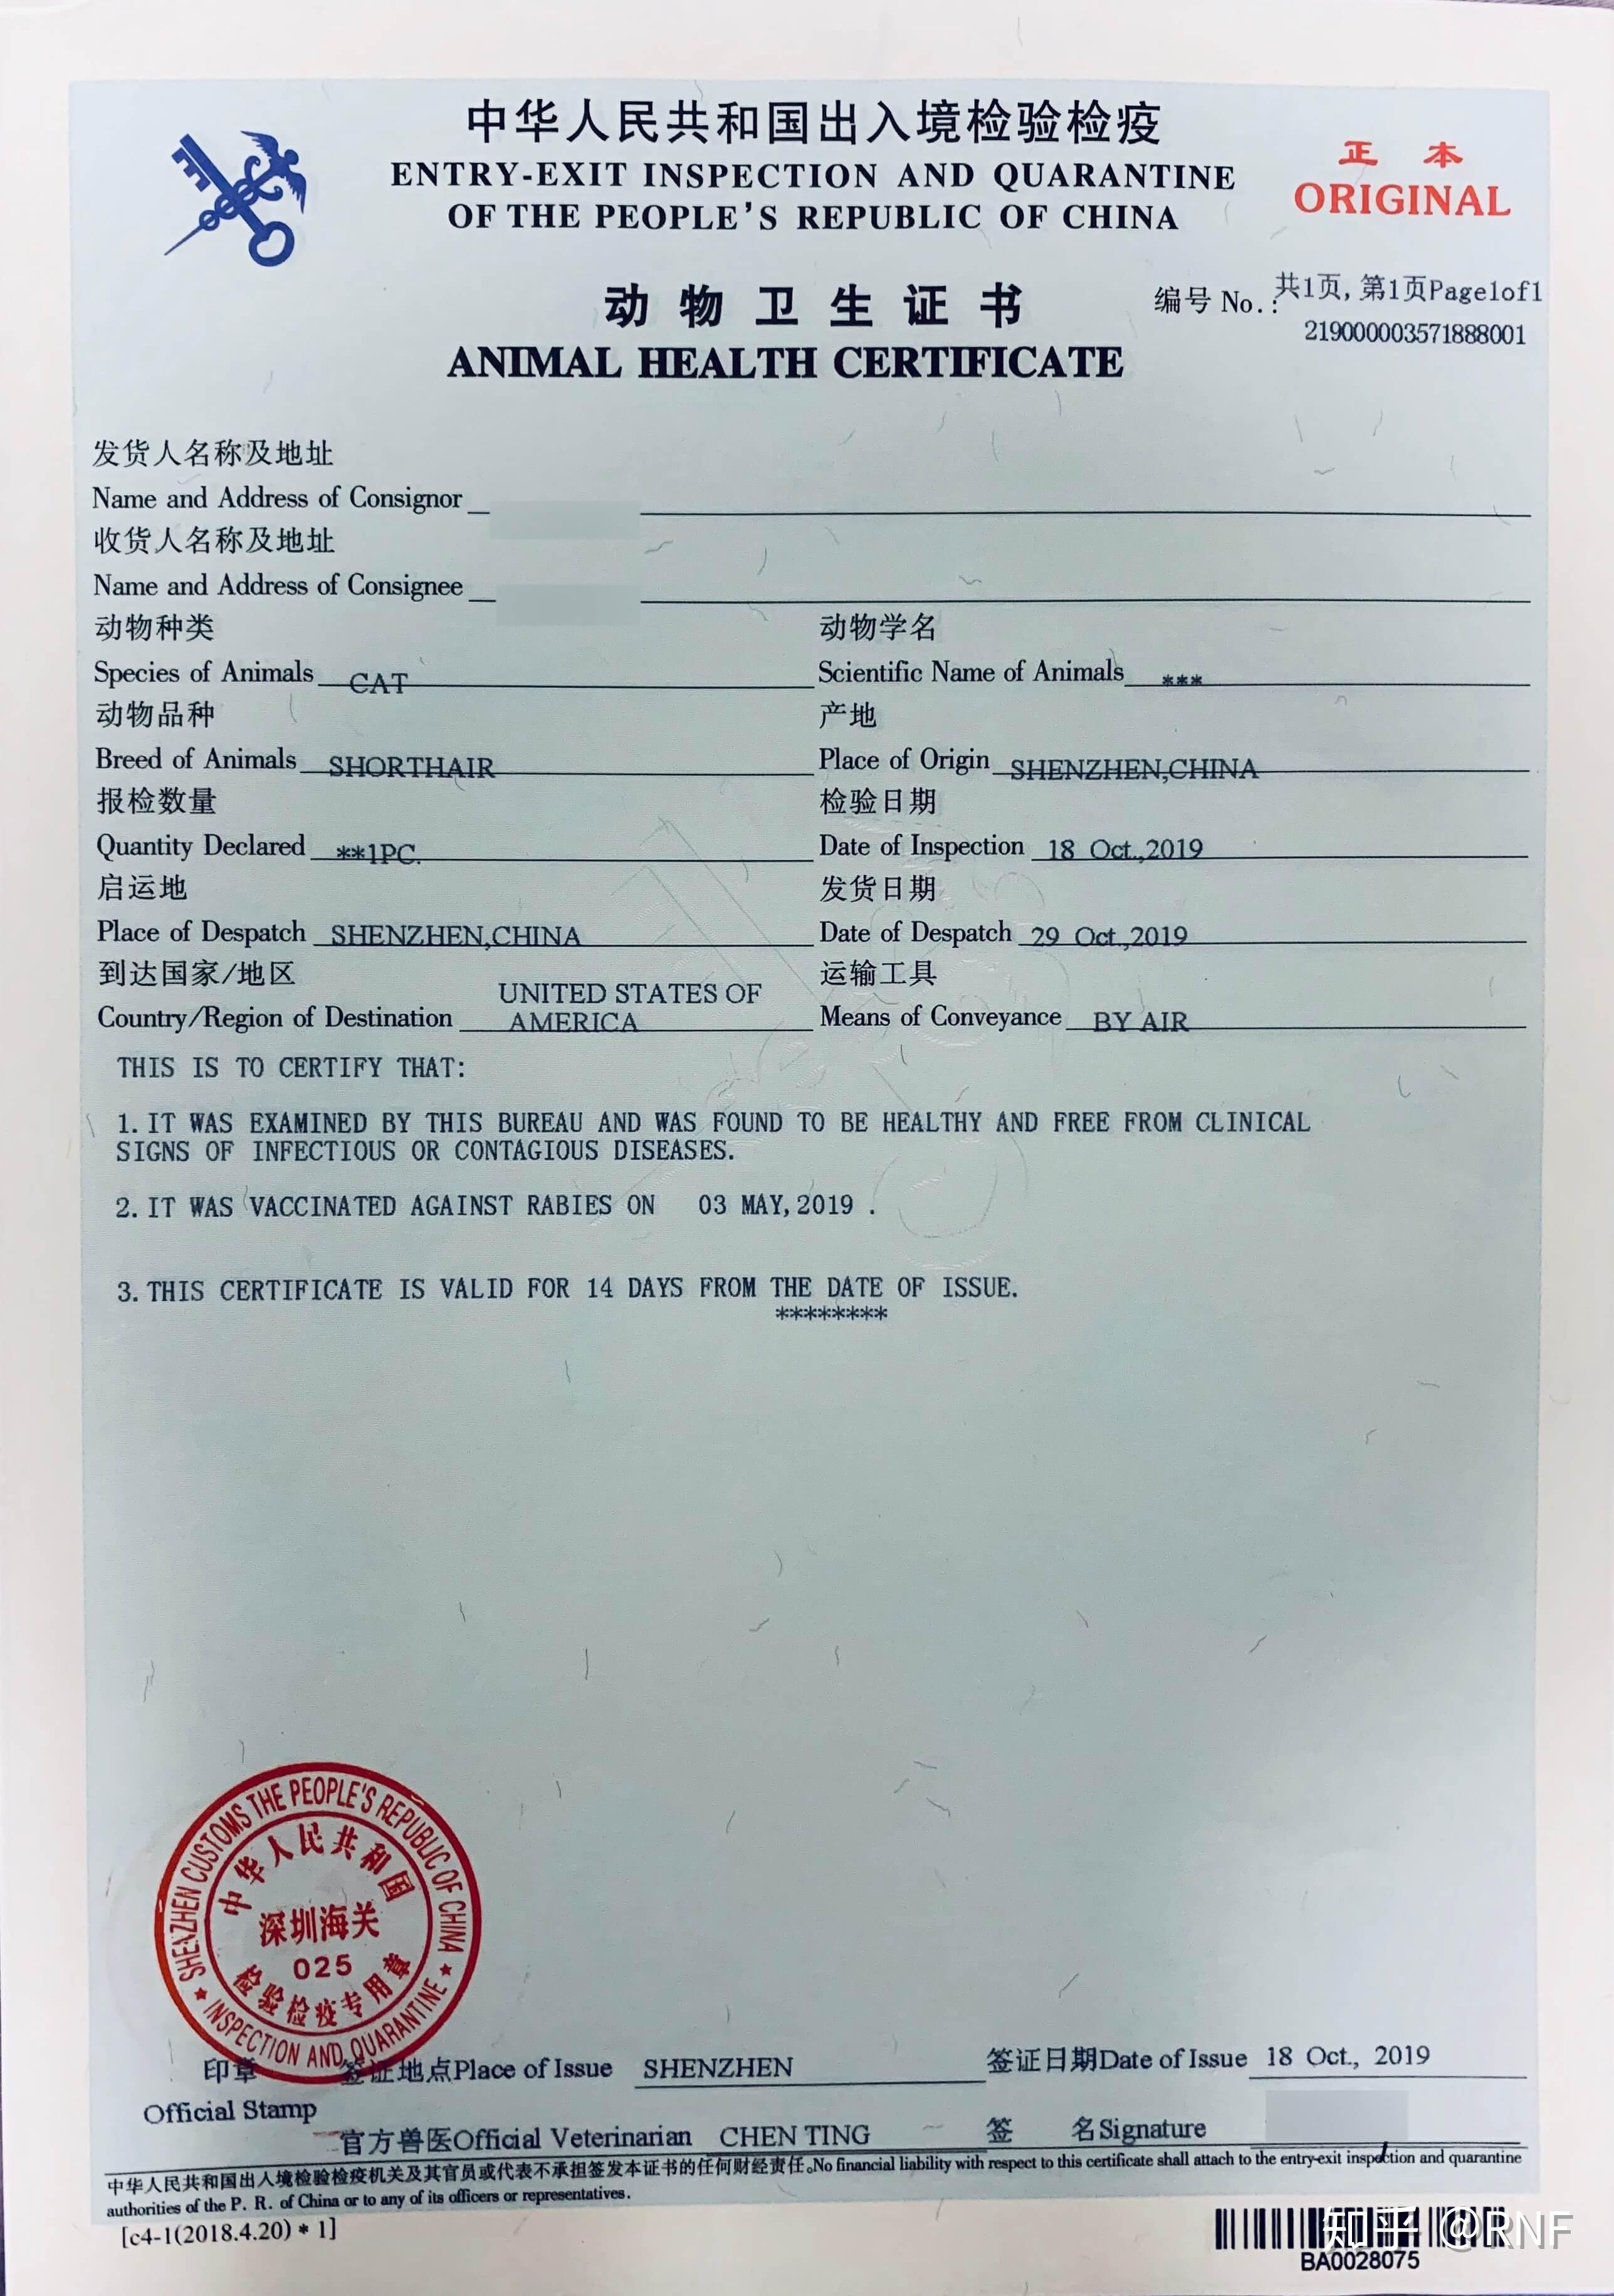 中华人民共和国出入境检验检疫
ENTRY-EXIT INSPECTION AND QUARANTINE
OF THE PEOPLE'S REPUBLIC OF CHINA
正 本
ORIGINAL
动物卫生证书
ANIMAL HEALTH CERTIFICATE
编号 No.: 共1页,第1页Page1of1
219000003571888001
发货人名称及地址
Name and Address of Consignor
收货人名称及地址
Name and Address of Consignee
动物种类 动物学名
Species of Animals CAT Scientific Name of Animals ***
动物品种 产地
Breed of Animals SHORTHAIR Place of Origin SHENZHEN,CHINA
报检数量 检验日期
Quantity Declared **1PC. Date of Inspection 18 Oct.,2019
启运地 发货日期
Place of Despatch SHENZHEN,CHINA Date of Despatch 29 Oct.,2019
到达国家/地区 运输工具
Country/Region of Destination UNITED STATES OF AMERICA Means of Conveyance BY AIR
THIS IS TO CERTIFY THAT:
1. IT WAS EXAMINED BY THIS BUREAU AND WAS FOUND TO BE HEALTHY AND FREE FROM CLINICAL
SIGNS OF INFECTIOUS OR CONTAGIOUS DISEASES.
2. IT WAS VACCINATED AGAINST RABIES ON 03 MAY,2019 .
3. THIS CERTIFICATE IS VALID FOR 14 DAYS FROM THE DATE OF ISSUE.
********
SHENZHEN CUSTOMS THE PEOPLE'S REPUBLIC OF CHINA
中华人民共和国
深圳海关
025
检验检疫专用章
INSPECTION AND QUARANTINE
印章 签证地点Place of Issue SHENZHEN 签证日期Date of Issue 18 Oct., 2019
Official Stamp
官方兽医Official Veterinarian CHEN TING 签 名Signature
中华人民共和国出入境检验检疫机关及其官员或代表不承担签发本证书的任何财经责任。No financial liability with respect to this certificate shall attach to the entry-exit inspection and quarantine
authorities of the P. R. of China or to any of its officers or representatives.
[c4-1(2018.4.20) * 1]
知乎 @RNF
BA0028075